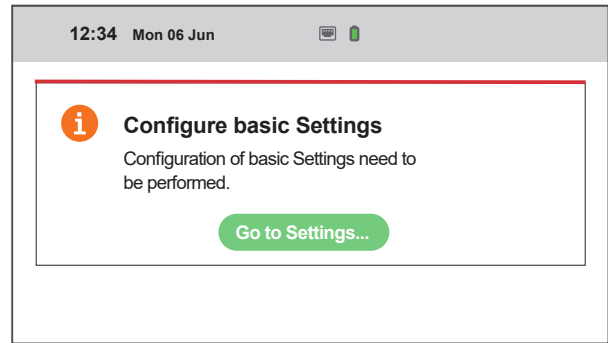 12:34 Mon 06 Jun
Configure basic Settings
Configuration of basic Settings need to
be performed.
Go to Settings...